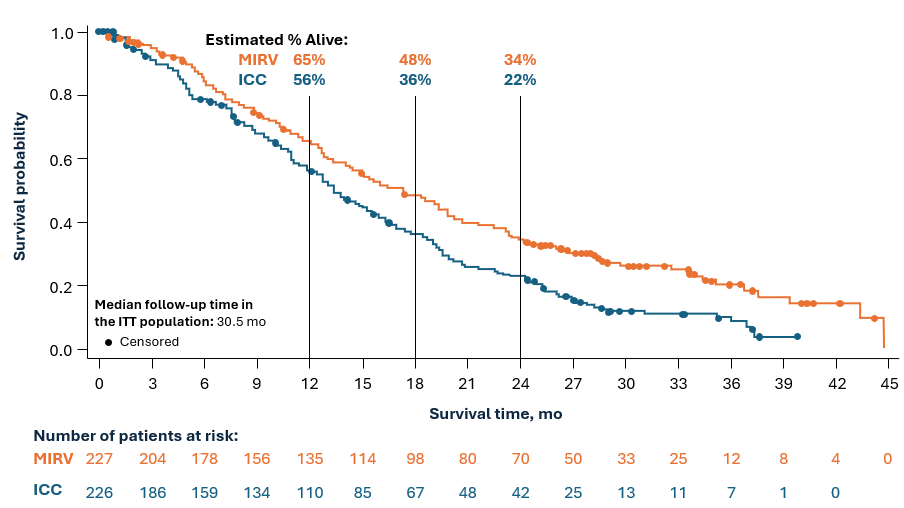 Estimated % Alive:
MIRV 65% 48% 34%
ICC 56% 36% 22%
Survival probability
1.0
0.8
0.6
0.4
0.2
0.0
Median follow-up time in
the ITT population: 30.5 mo
Censored
0 3 6 9 12 15 18 21 24 27 30 33 36 39 42 45
Survival time, mo
Number of patients at risk:
MIRV 227 204 178 156 135 114 98 80 70 50 33 25 12 8 4 0
ICC 226 186 159 134 110 85 67 48 42 25 13 11 7 1 0